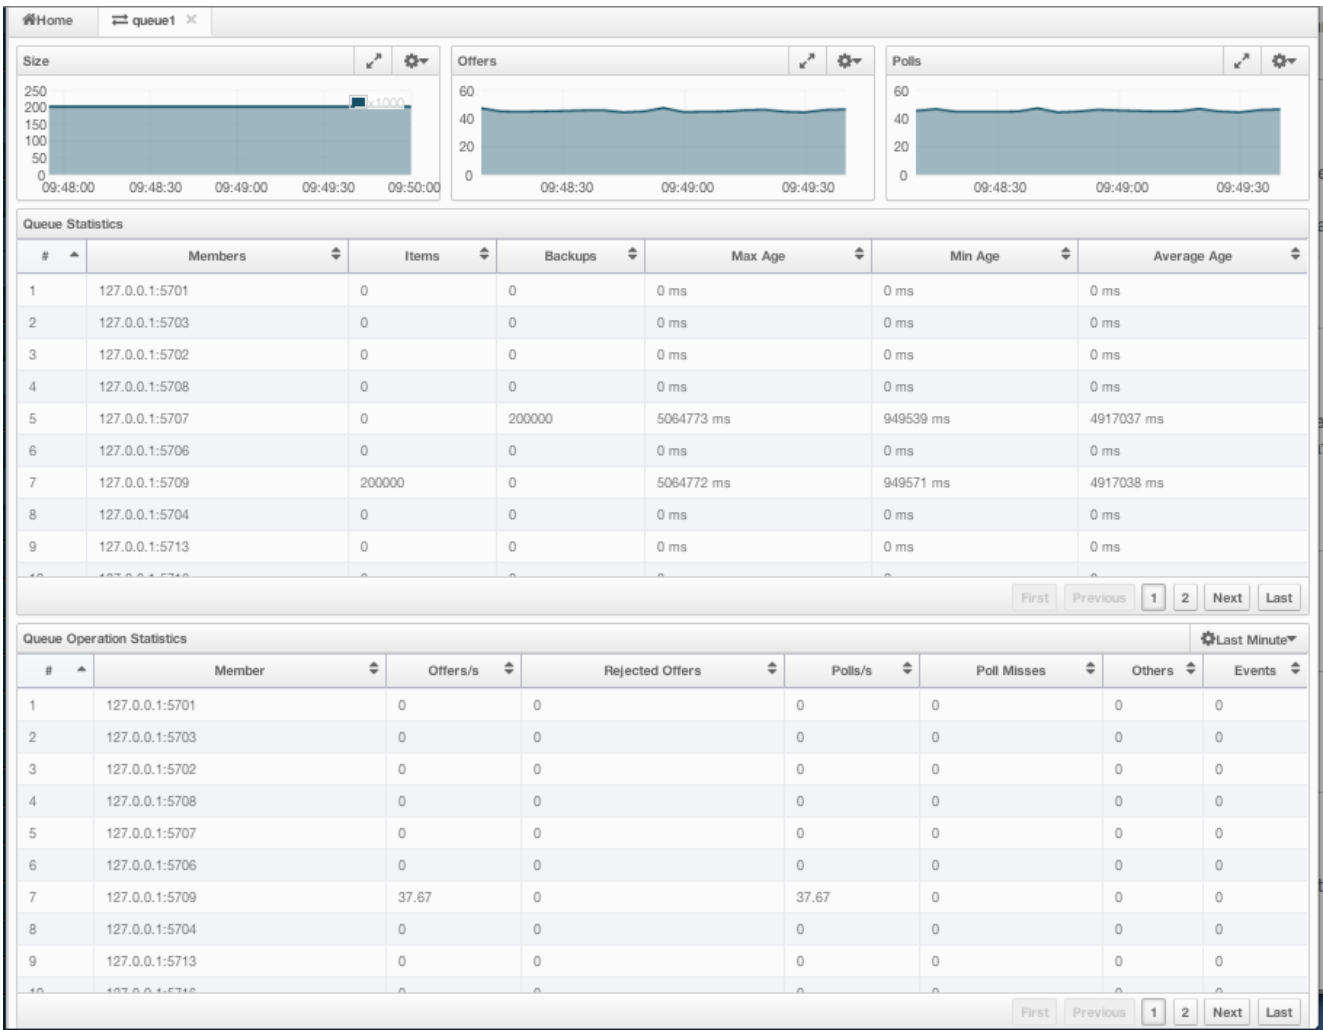 Home queue1
Size Offers Polls
250
200
150
100
50
0
x1000
09:48:00 09:48:30 09:49:00 09:49:30 09:50:00
60
40
20
0
09:48:30 09:49:00 09:49:30
60
40
20
0
09:48:30 09:49:00 09:49:30
Queue Statistics
# Members Items Backups Max Age Min Age Average Age
1 127.0.0.1:5701 0 0 0 ms 0 ms 0 ms
2 127.0.0.1:5703 0 0 0 ms 0 ms 0 ms
3 127.0.0.1:5702 0 0 0 ms 0 ms 0 ms
4 127.0.0.1:5708 0 0 0 ms 0 ms 0 ms
5 127.0.0.1:5707 0 200000 5064773 ms 949539 ms 4917037 ms
6 127.0.0.1:5706 0 0 0 ms 0 ms 0 ms
7 127.0.0.1:5709 200000 0 5064772 ms 949571 ms 4917038 ms
8 127.0.0.1:5704 0 0 0 ms 0 ms 0 ms
9 127.0.0.1:5713 0 0 0 ms 0 ms 0 ms
First Previous 1 2 Next Last
Queue Operation Statistics Last Minute
# Member Offers/s Rejected Offers Polls/s Poll Misses Others Events
1 127.0.0.1:5701 0 0 0 0 0 0
2 127.0.0.1:5703 0 0 0 0 0 0
3 127.0.0.1:5702 0 0 0 0 0 0
4 127.0.0.1:5708 0 0 0 0 0 0
5 127.0.0.1:5707 0 0 0 0 0 0
6 127.0.0.1:5706 0 0 0 0 0 0
7 127.0.0.1:5709 37.67 0 37.67 0 0 0
8 127.0.0.1:5704 0 0 0 0 0 0
9 127.0.0.1:5713 0 0 0 0 0 0
First Previous 1 2 Next Last